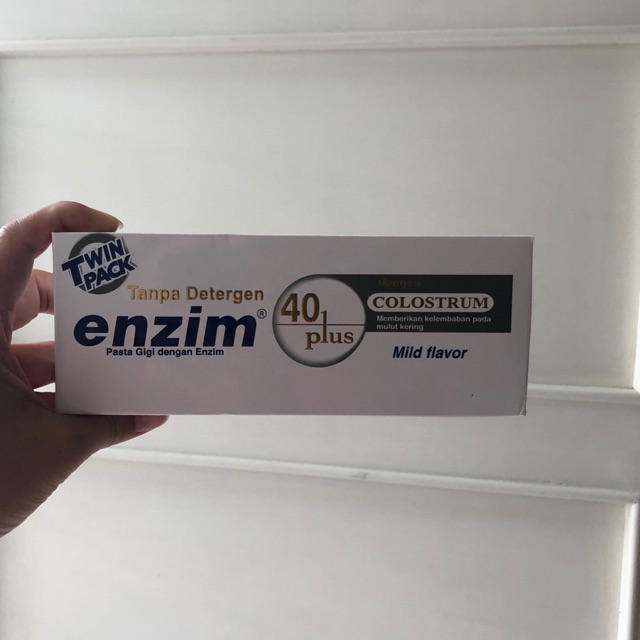 TWIN
PACK
Tanpa Detergen
enzim®
Pasta Gigi dengan Enzim
40
plus
dengan
COLOSTRUM
Memberikan kelembaban pada
mulut kering
Mild flavor